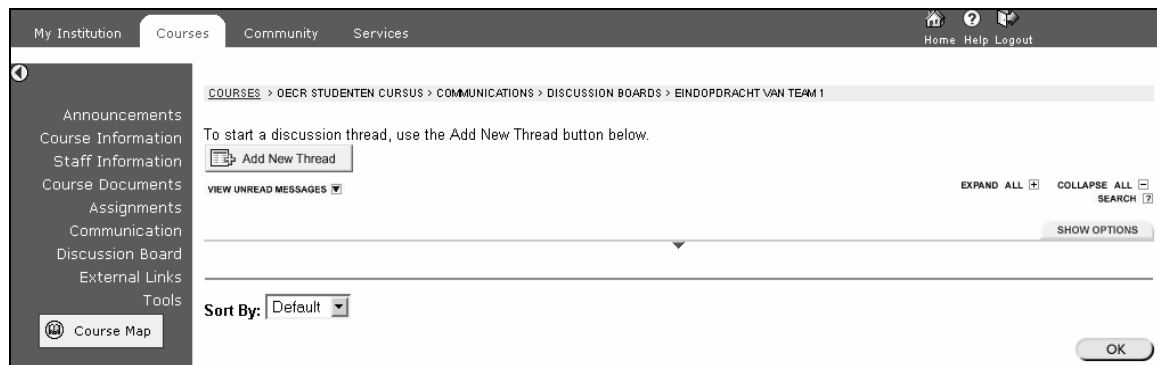 My Institution Courses Community Services
Home Help Logout
COURSES > OECR STUDENTEN CURSUS > COMMUNICATIONS > DISCUSSION BOARDS > EINDOPDRACHT VAN TEAM 1
Announcements
Course Information
Staff Information
Course Documents
Assignments
Communication
Discussion Board
External Links
Tools
Course Map
To start a discussion thread, use the Add New Thread button below.
Add New Thread
VIEW UNREAD MESSAGES
EXPAND ALL COLLAPSE ALL
SEARCH
SHOW OPTIONS
Sort By: Default
OK